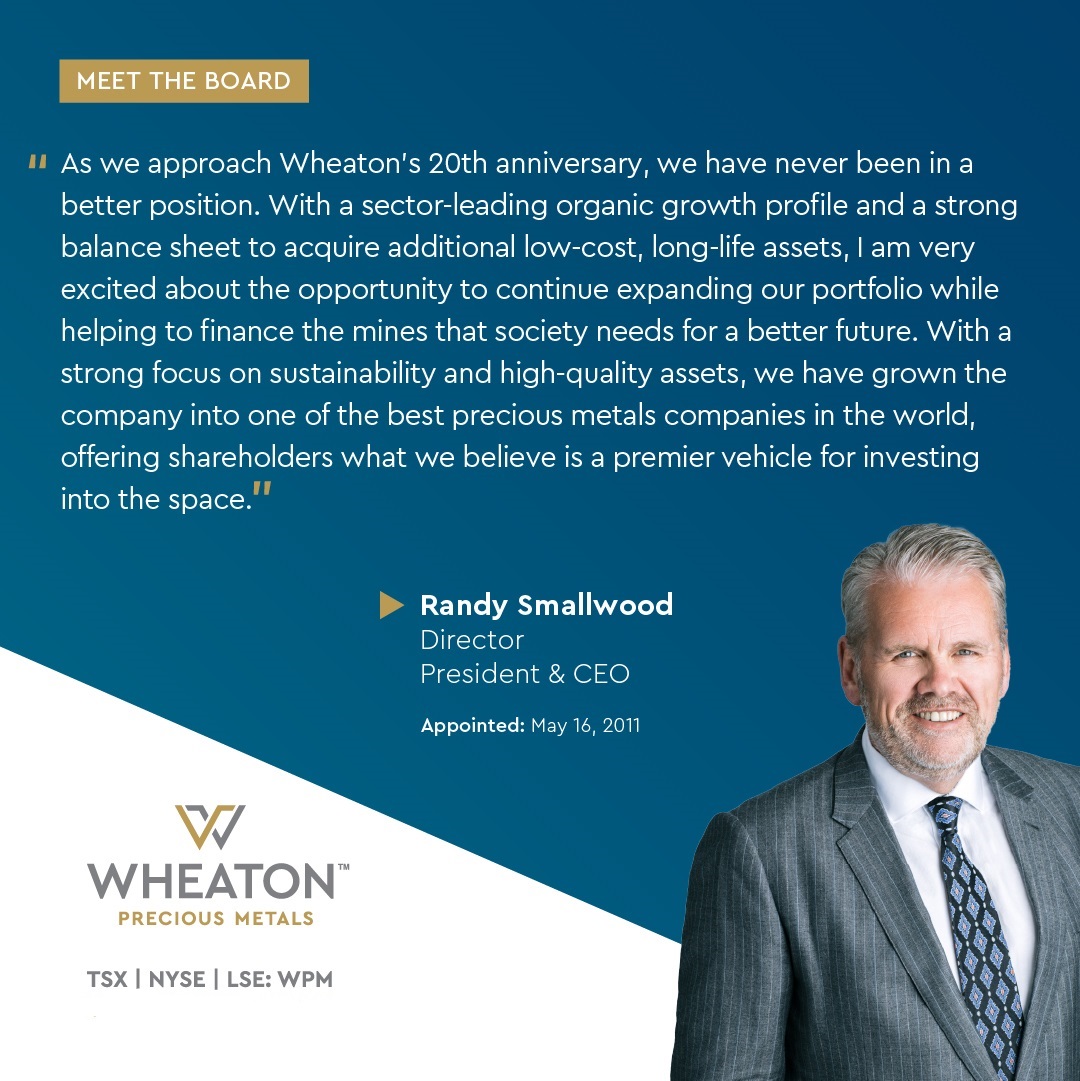 MEET THE BOARD
"As we approach Wheaton's 20th anniversary, we have never been in a
better position. With a sector-leading organic growth profile and a strong
balance sheet to acquire additional low-cost, long-life assets, I am very
excited about the opportunity to continue expanding our portfolio while
helping to finance the mines that society needs for a better future. With a
strong focus on sustainability and high-quality assets, we have grown the
company into one of the best precious metals companies in the world,
offering shareholders what we believe is a premier vehicle for investing
into the space."
Randy Smallwood
Director
President & CEO
Appointed: May 16, 2011
WHEATON™
PRECIOUS METALS
TSX | NYSE | LSE: WPM